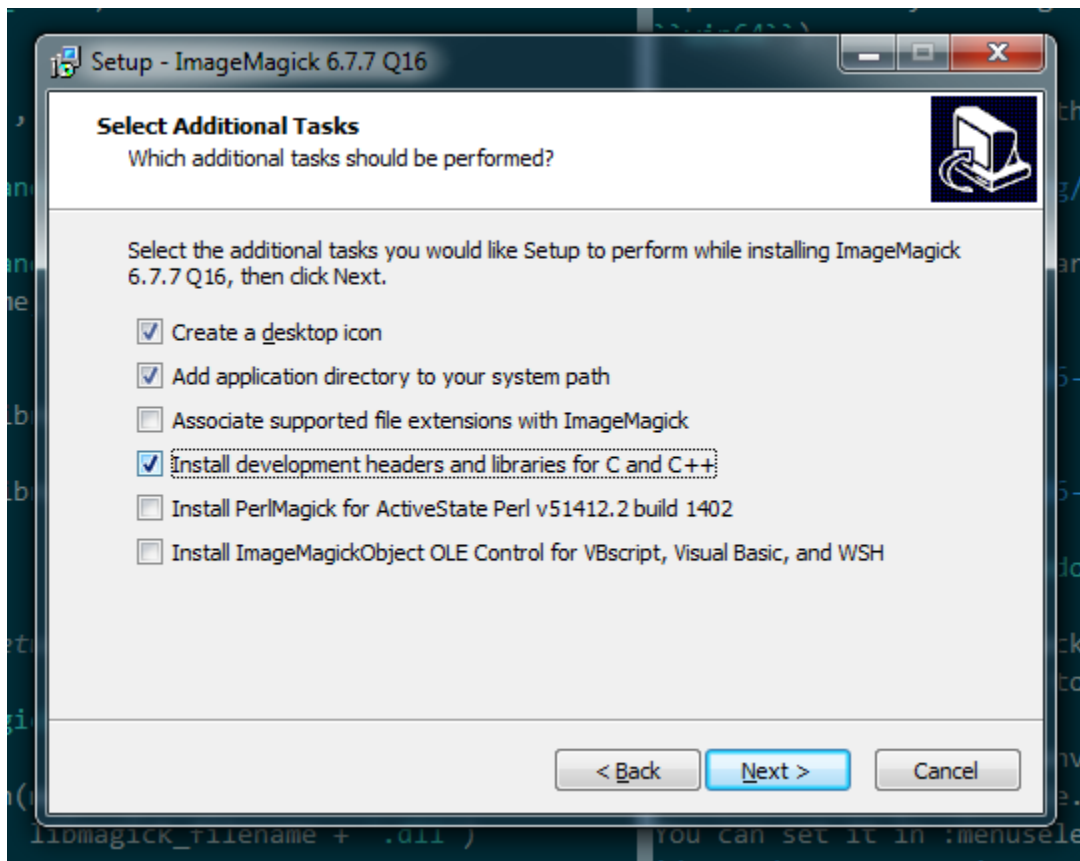 Setup - ImageMagick 6.7.7 Q16
Select Additional Tasks
Which additional tasks should be performed?
Select the additional tasks you would like Setup to perform while installing ImageMagick
6.7.7 Q16, then click Next.
Create a desktop icon
Add application directory to your system path
Associate supported file extensions with ImageMagick
Install development headers and libraries for C and C++
Install PerlMagick for ActiveState Perl v51412.2 build 1402
Install ImageMagickObject OLE Control for VBscript, Visual Basic, and WSH
< Back
Next >
Cancel
libmagick_filename + '.dll')
You can set it in :menusele